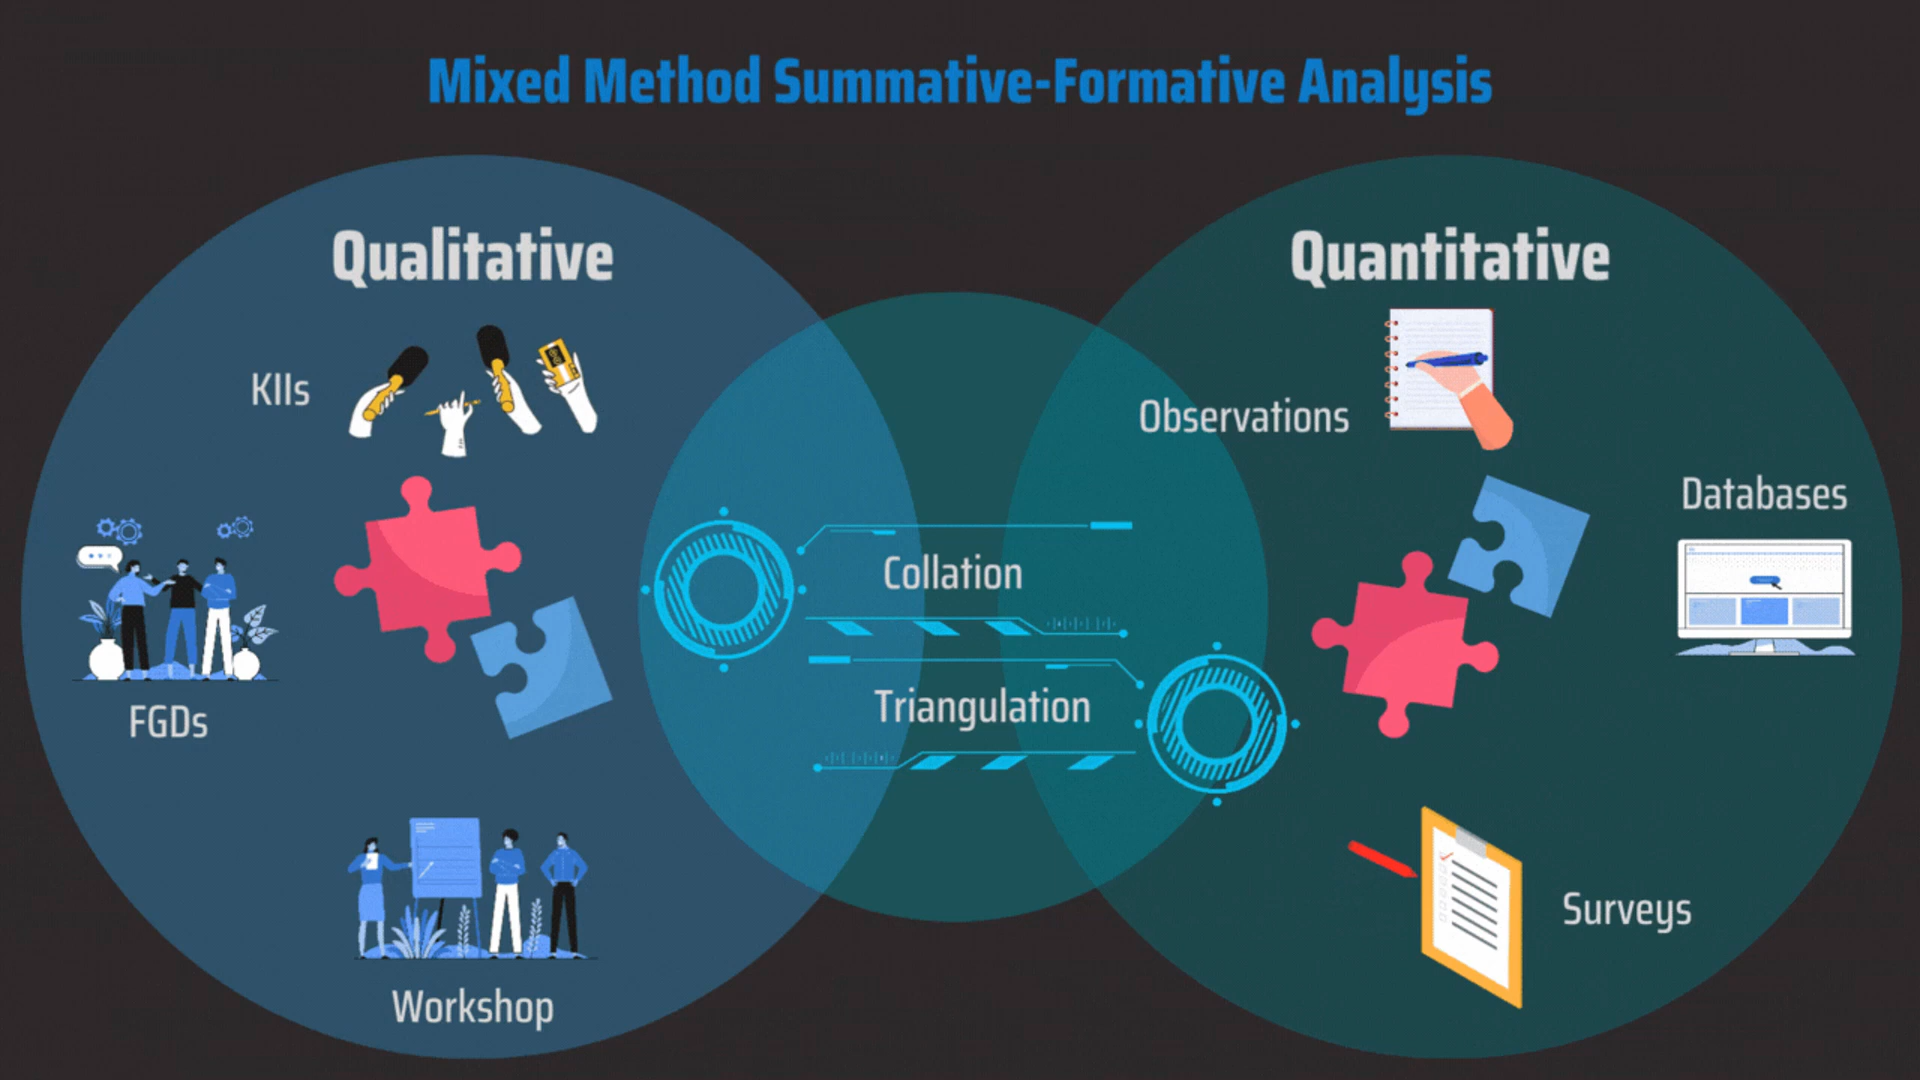 Mixed Method Summative-Formative Analysis
Qualitative
KIIs
FGDs
Workshop
Collation
Triangulation
Quantitative
Observations
Databases
Surveys